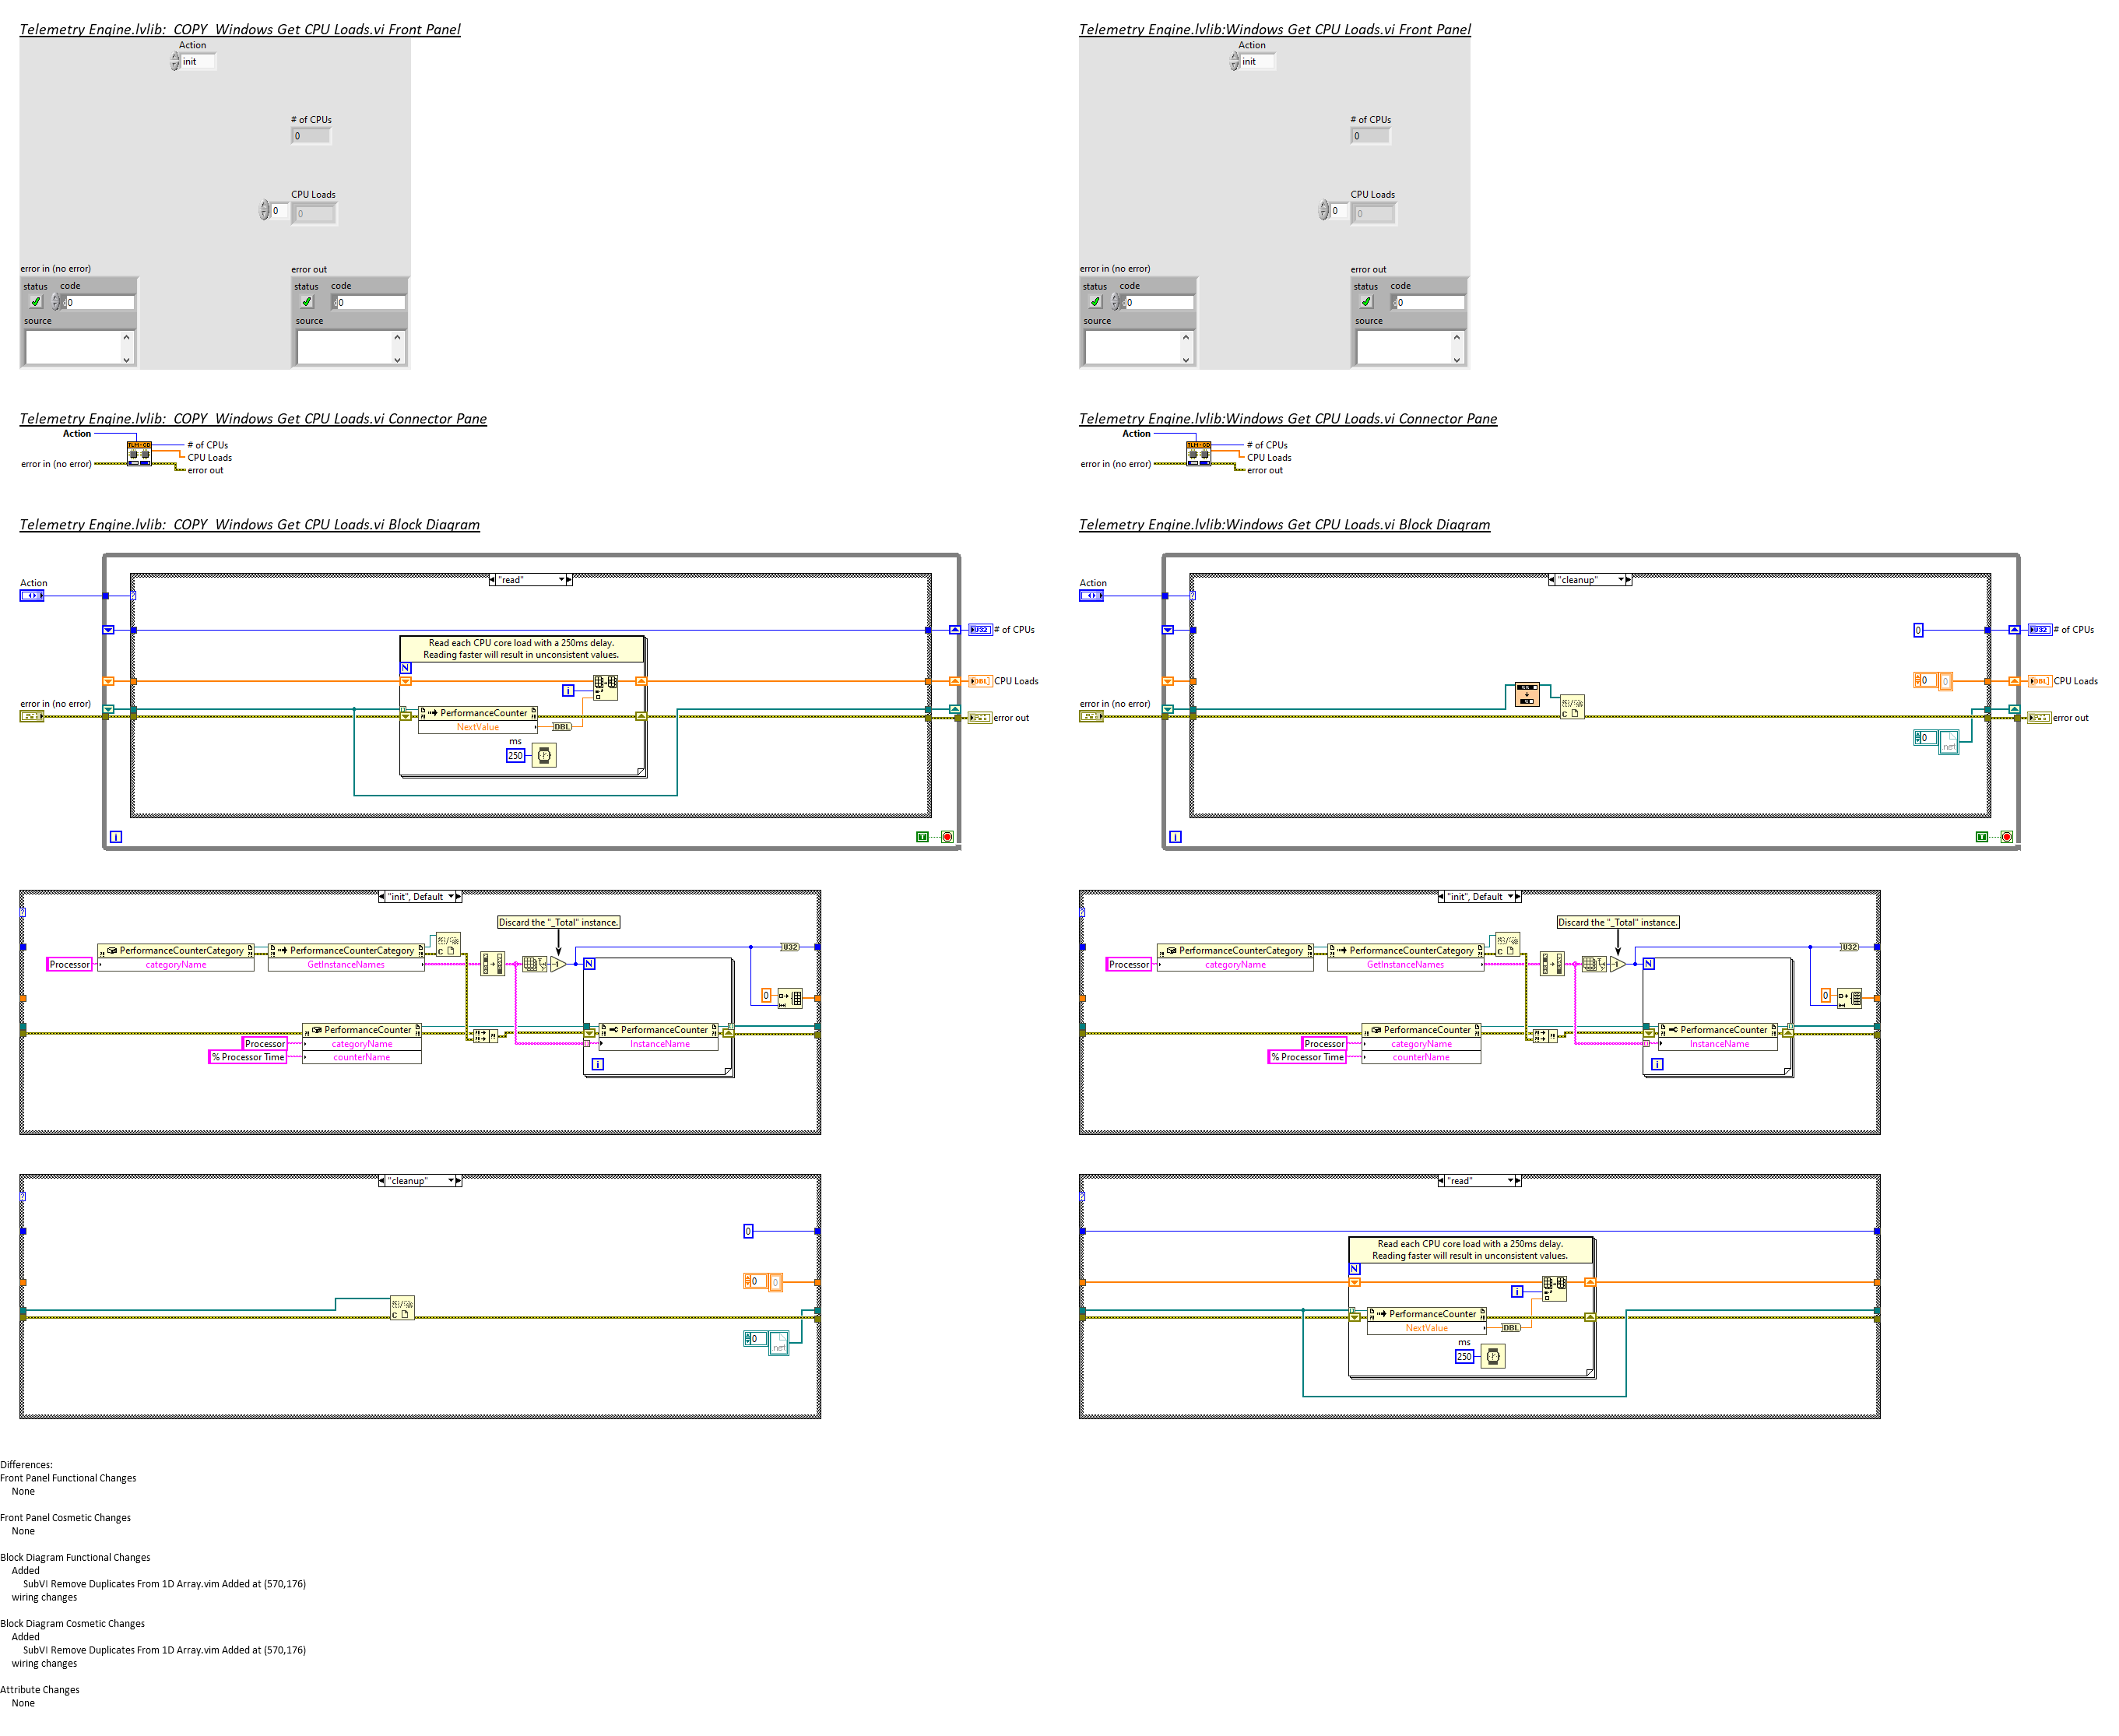 Telemetry Engine.lvlib:_COPY_Windows Get CPU Loads.vi Front Panel
Action
init
# of CPUs
0
CPU Loads
0
0
error in (no error)
status
code
0
source
error out
status
code
0
source
Telemetry Engine.lvlib:Windows Get CPU Loads.vi Front Panel
Action
init
# of CPUs
0
CPU Loads
0
0
error in (no error)
status
code
0
source
error out
status
code
0
source
Telemetry Engine.lvlib:_COPY_Windows Get CPU Loads.vi Connector Pane
Action
error in (no error)
# of CPUs
CPU Loads
error out
Telemetry Engine.lvlib:Windows Get CPU Loads.vi Connector Pane
Action
error in (no error)
# of CPUs
CPU Loads
error out
Telemetry Engine.lvlib:_COPY_Windows Get CPU Loads.vi Block Diagram
"read"
Action
Read each CPU core load with a 250ms delay.
Reading faster will result in unconsistent values.
N
i
error in (no error)
PerformanceCounter
NextValue
DBL
ms
250
U32
# of CPUs
DBL
CPU Loads
error out
i
T
Telemetry Engine.lvlib:Windows Get CPU Loads.vi Block Diagram
"cleanup"
Action
error in (no error)
0
0
0
0
.net
U32
# of CPUs
DBL
CPU Loads
error out
i
T
"init", Default
Discard the "_Total" instance.
PerformanceCounterCategory
Processor
categoryName
PerformanceCounterCategory
GetInstanceNames
-1
N
U32
0
PerformanceCounter
Processor
categoryName
% Processor Time
counterName
PerformanceCounter
InstanceName
i
"init", Default
Discard the "_Total" instance.
PerformanceCounterCategory
Processor
categoryName
PerformanceCounterCategory
GetInstanceNames
-1
N
U32
0
PerformanceCounter
Processor
categoryName
% Processor Time
counterName
PerformanceCounter
InstanceName
i
"cleanup"
0
0
0
0
.net
"read"
Read each CPU core load with a 250ms delay.
Reading faster will result in unconsistent values.
N
i
PerformanceCounter
NextValue
DBL
ms
250
Differences:
Front Panel Functional Changes
None
Front Panel Cosmetic Changes
None
Block Diagram Functional Changes
Added
SubVI Remove Duplicates From 1D Array.vim Added at (570,176)
wiring changes
Block Diagram Cosmetic Changes
Added
SubVI Remove Duplicates From 1D Array.vim Added at (570,176)
wiring changes
Attribute Changes
None